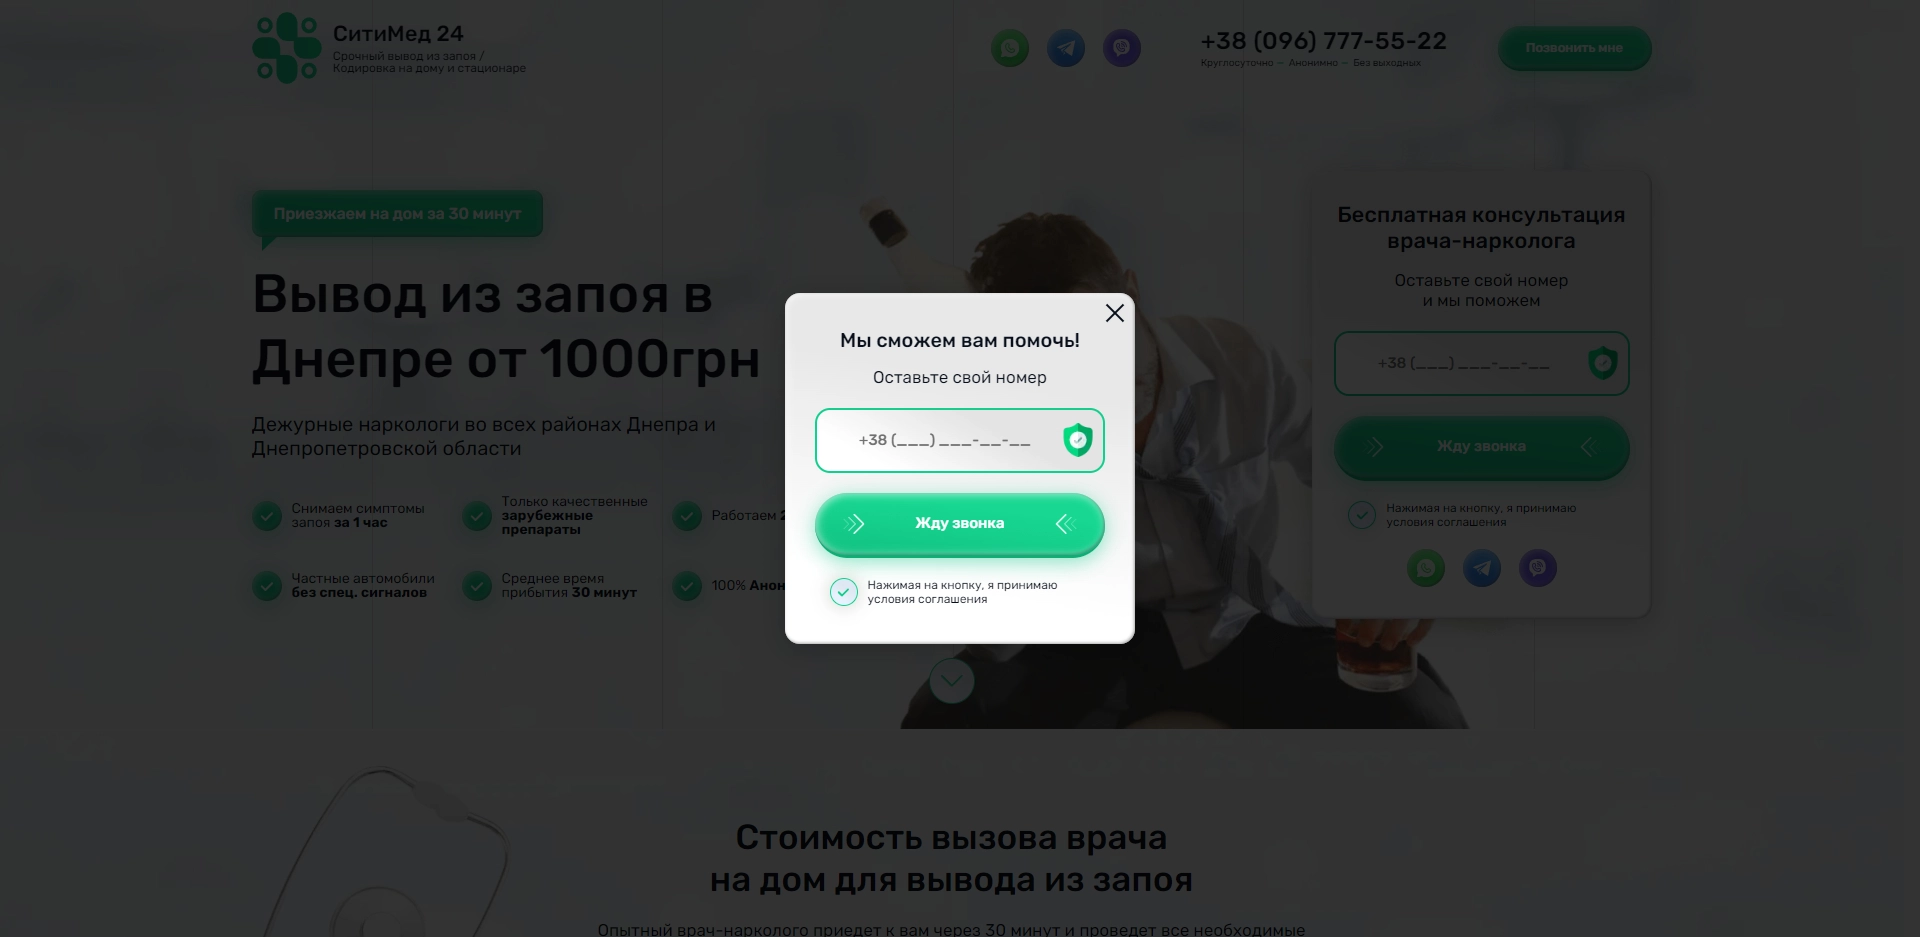 СитиМед 24
Срочный вывод из запоя /
Кодировка на дому и стационаре
+38 (096) 777-55-22
Круглосуточно — Анонимно — Без выходных
Позвонить мне
Приезжаем на дом за 30 минут
Вывод из запоя в
Днепре от 1000грн
Дежурные наркологи во всех районах Днепра и
Днепропетровской области
Снимаем симптомы
запоя за 1 час
Только качественные
зарубежные
препараты
Работаем
Частные автомобили
без спец. сигналов
Среднее время
прибытия 30 минут
100% Анон
Мы сможем вам помочь!
Оставьте свой номер
+38 (___) ___-__-__
Жду звонка
Нажимая на кнопку, я принимаю
условия соглашения
Бесплатная консультация
врача-нарколога
Оставьте свой номер
и мы поможем
+38 (___) ___-__-__
Жду звонка
Нажимая на кнопку, я принимаю
условия соглашения
Стоимость вызова врача
на дом для вывода из запоя
Опытный врач-нарколог приедет к вам через 30 минут и проведет все необходимые